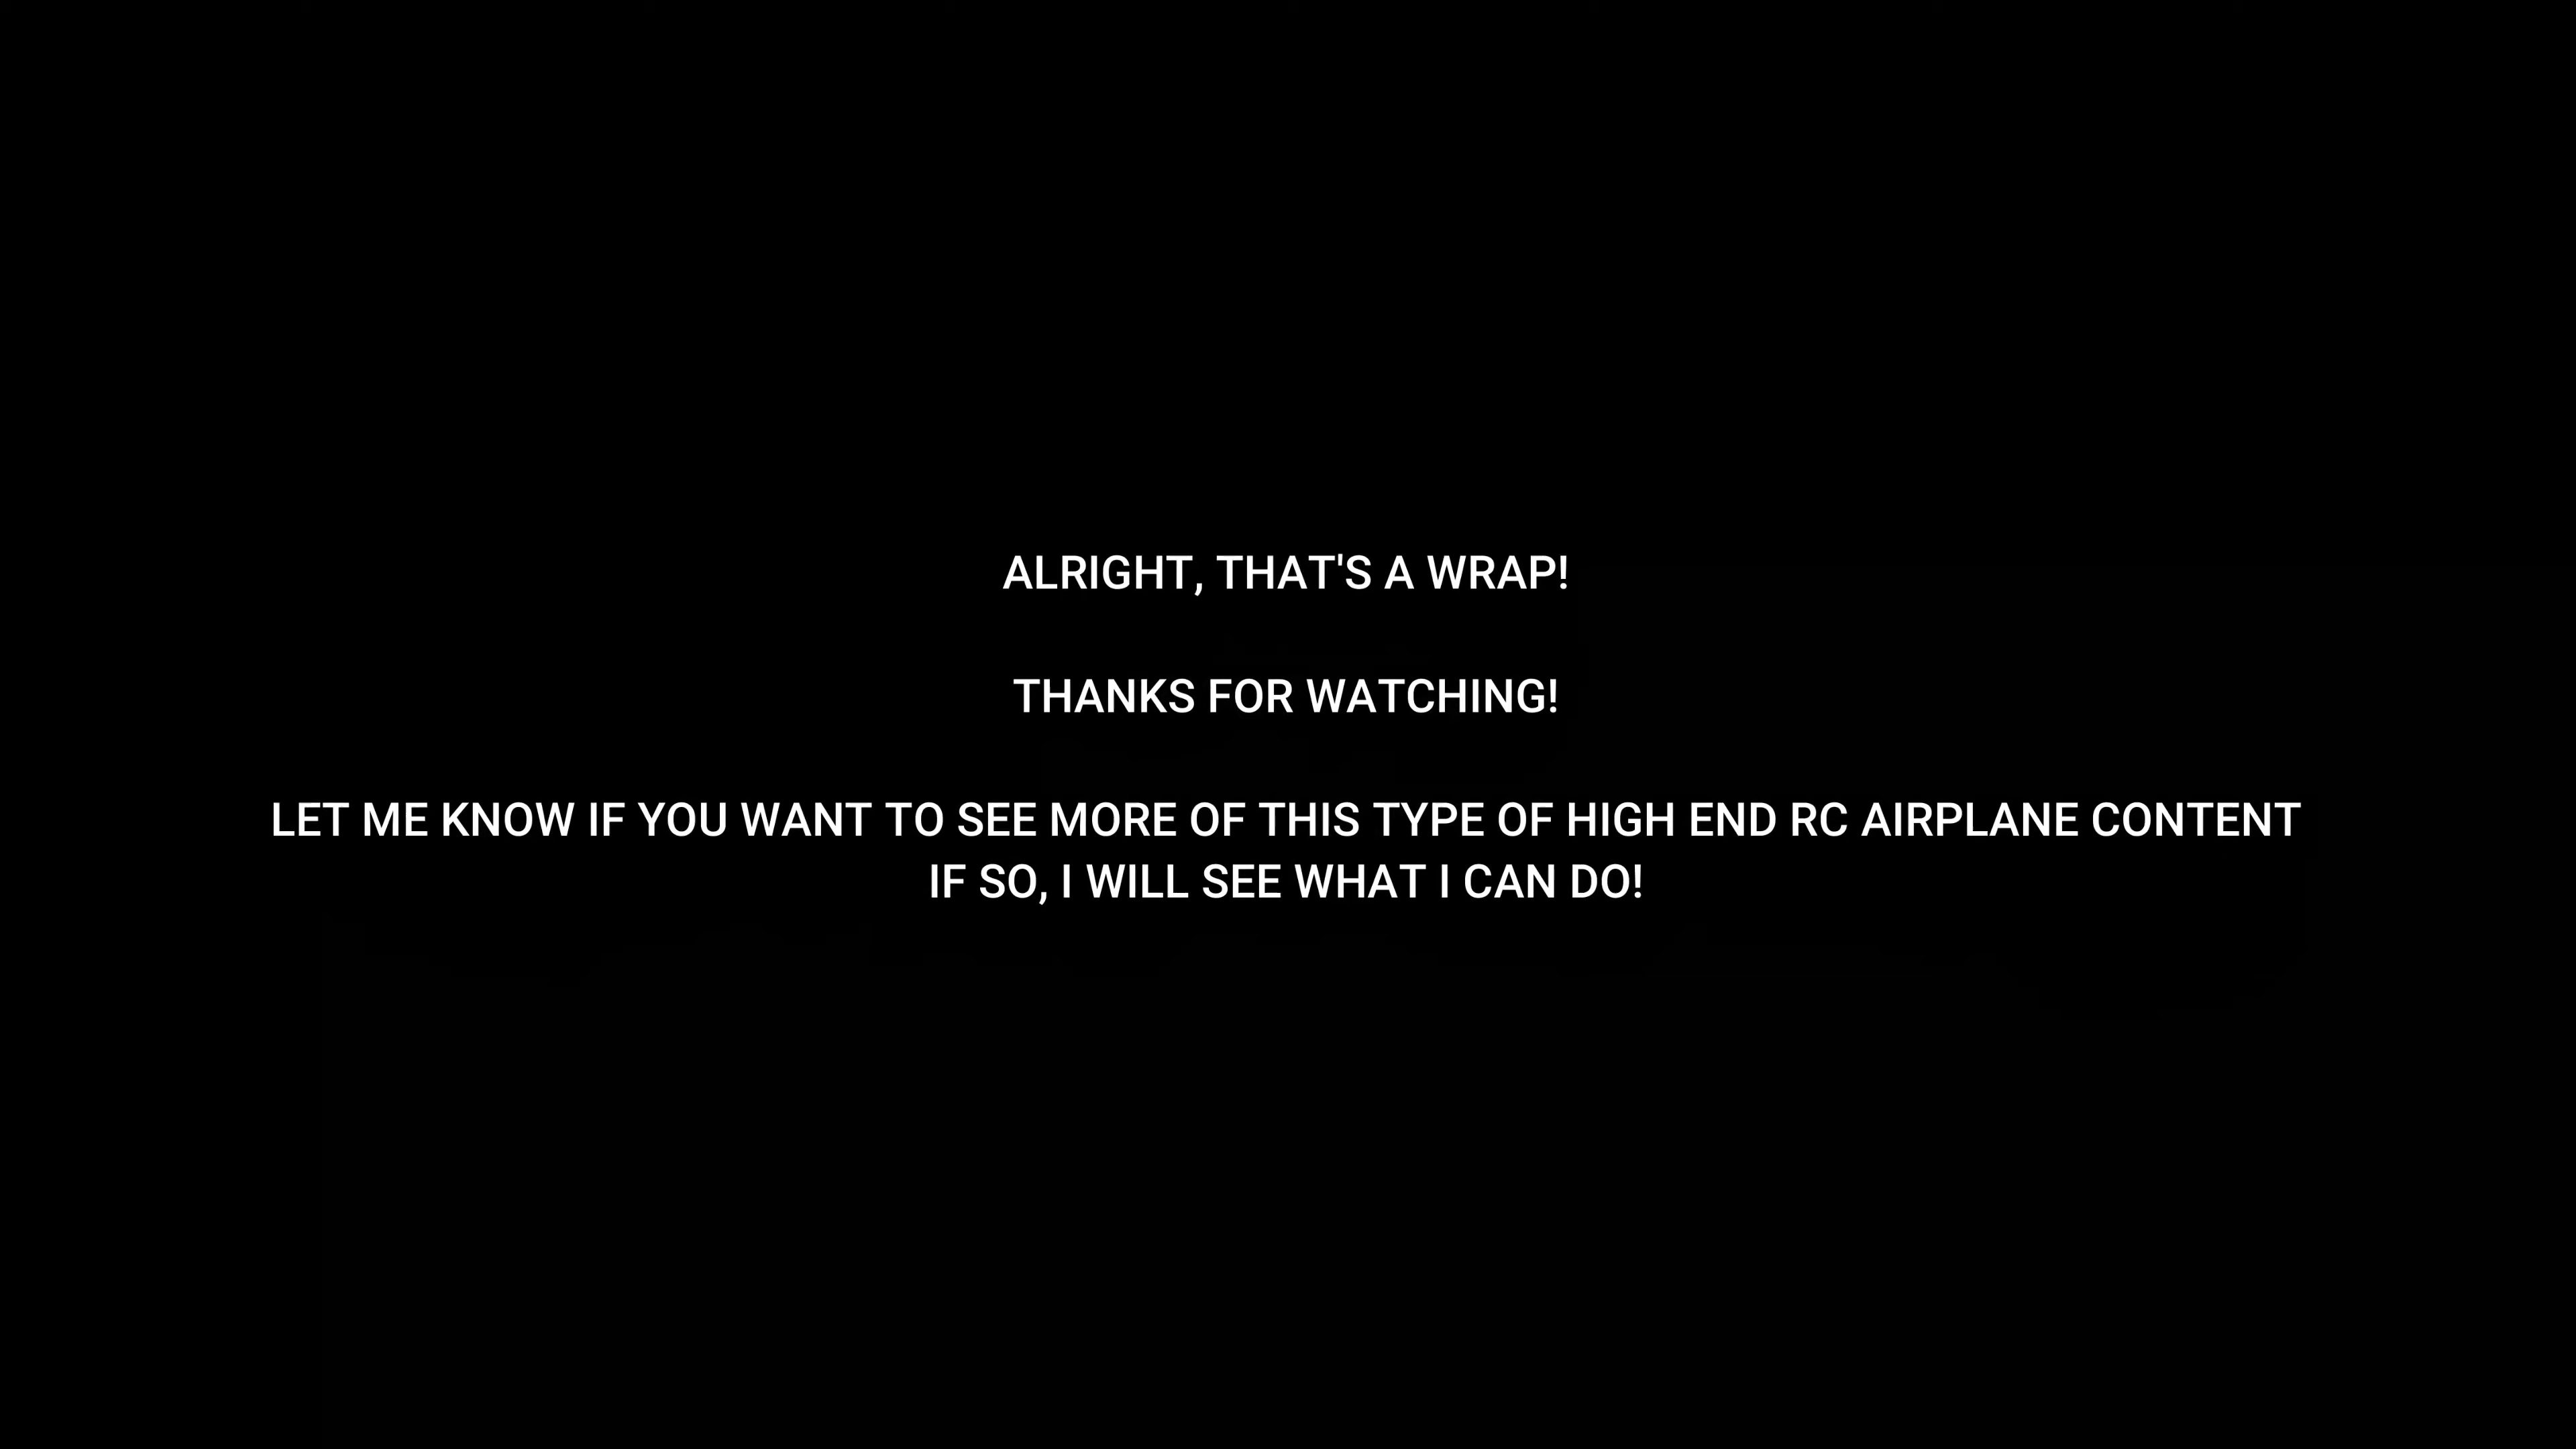 ALRIGHT, THAT'S A WRAP!
THANKS FOR WATCHING!
LET ME KNOW IF YOU WANT TO SEE MORE OF THIS TYPE OF HIGH END RC AIRPLANE CONTENT
IF SO, I WILL SEE WHAT I CAN DO!